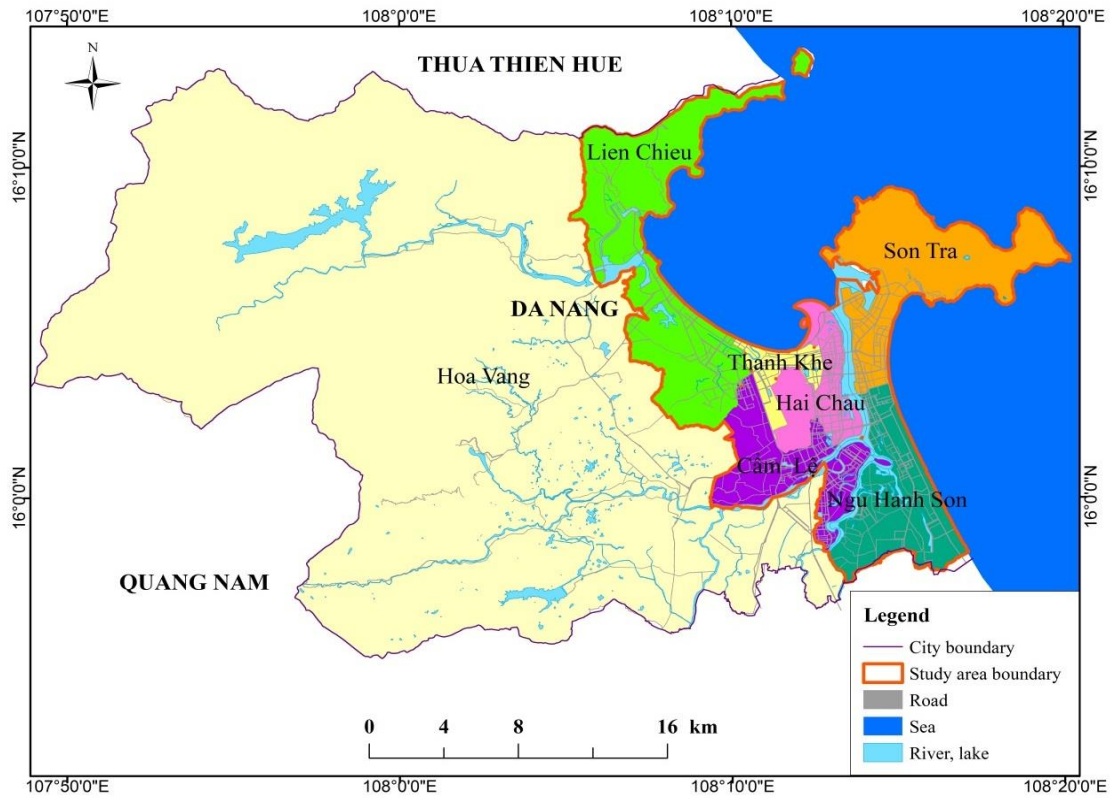 107°50'0"E
108°0'0"E
108°10'0"E
108°20'0"E
N
THUA THIEN HUE
16°10'0"N
16°10'0"N
Lien Chieu
Son Tra
DA NANG
Thanh Khe
Hoa Vang
Hai Chau
Cẩm Lệ
16°0'0"N
16°0'0"N
Ngu Hanh Son
QUANG NAM
Legend
City boundary
Study area boundary
Road
Sea
River, lake
0 4 8 16 km
107°50'0"E
108°0'0"E
108°10'0"E
108°20'0"E